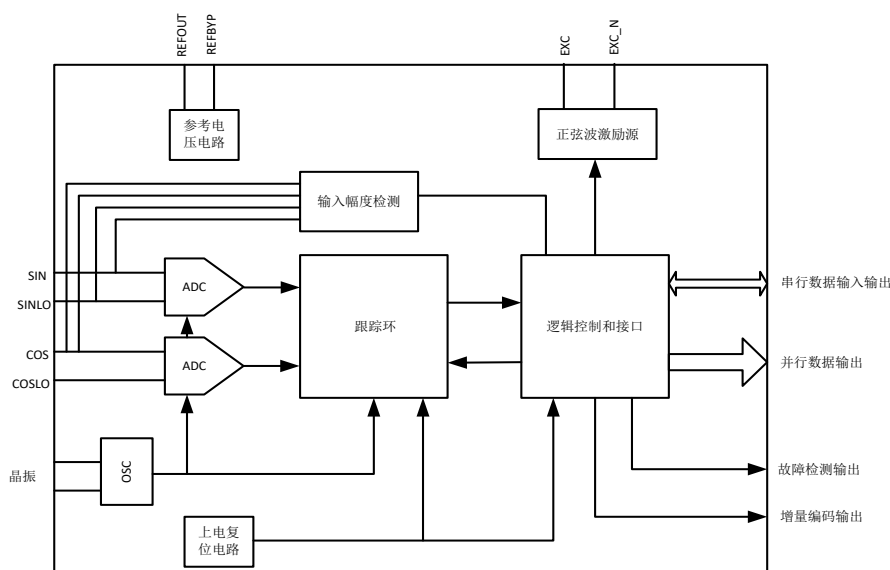 REFOUT
REFBYP
EXC
EXC_N
参考电
压电路
正弦波激励源
输入幅度检测
SIN
ADC
SINLO
跟踪环
逻辑控制和接口
串行数据输入输出
COS
ADC
COSLO
并行数据输出
晶振
OSC
故障检测输出
上电复
位电路
增量编码输出